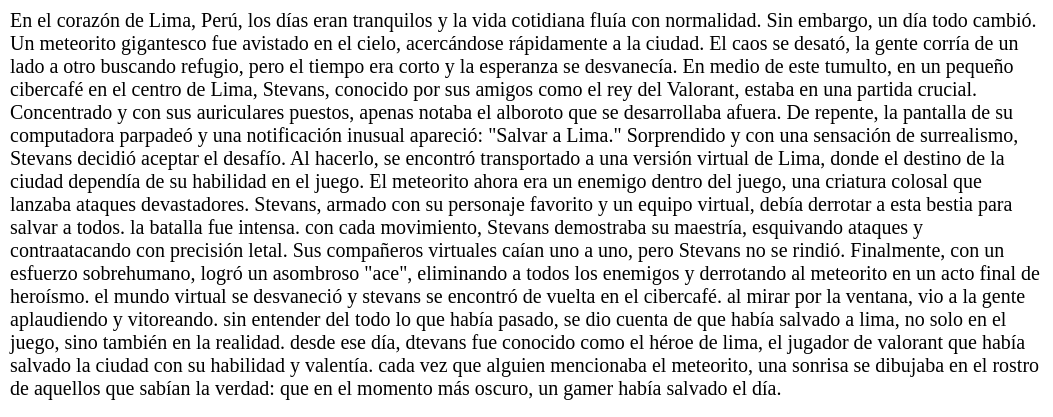 En el corazón de Lima, Perú, los días eran tranquilos y la vida cotidiana fluía con normalidad. Sin embargo, un día todo cambió.
Un meteorito gigantesco fue avistado en el cielo, acercándose rápidamente a la ciudad. El caos se desató, la gente corría de un
lado a otro buscando refugio, pero el tiempo era corto y la esperanza se desvanecía. En medio de este tumulto, en un pequeño
cibercafé en el centro de Lima, Stevans, conocido por sus amigos como el rey del Valorant, estaba en una partida crucial.
Concentrado y con sus auriculares puestos, apenas notaba el alboroto que se desarrollaba afuera. De repente, la pantalla de su
computadora parpadeó y una notificación inusual apareció: "Salvar a Lima." Sorprendido y con una sensación de surrealismo,
Stevans decidió aceptar el desafío. Al hacerlo, se encontró transportado a una versión virtual de Lima, donde el destino de la
ciudad dependía de su habilidad en el juego. El meteorito ahora era un enemigo dentro del juego, una criatura colosal que
lanzaba ataques devastadores. Stevans, armado con su personaje favorito y un equipo virtual, debía derrotar a esta bestia para
salvar a todos. la batalla fue intensa. con cada movimiento, Stevans demostraba su maestría, esquivando ataques y
contraatacando con precisión letal. Sus compañeros virtuales caían uno a uno, pero Stevans no se rindió. Finalmente, con un
esfuerzo sobrehumano, logró un asombroso "ace", eliminando a todos los enemigos y derrotando al meteorito en un acto final de
heroísmo. el mundo virtual se desvaneció y stevans se encontró de vuelta en el cibercafé. al mirar por la ventana, vio a la gente
aplaudiendo y vitoreando. sin entender del todo lo que había pasado, se dio cuenta de que había salvado a lima, no solo en el
juego, sino también en la realidad. desde ese día, dtevans fue conocido como el héroe de lima, el jugador de valorant que había
salvado la ciudad con su habilidad y valentía. cada vez que alguien mencionaba el meteorito, una sonrisa se dibujaba en el rostro
de aquellos que sabían la verdad: que en el momento más oscuro, un gamer había salvado el día.